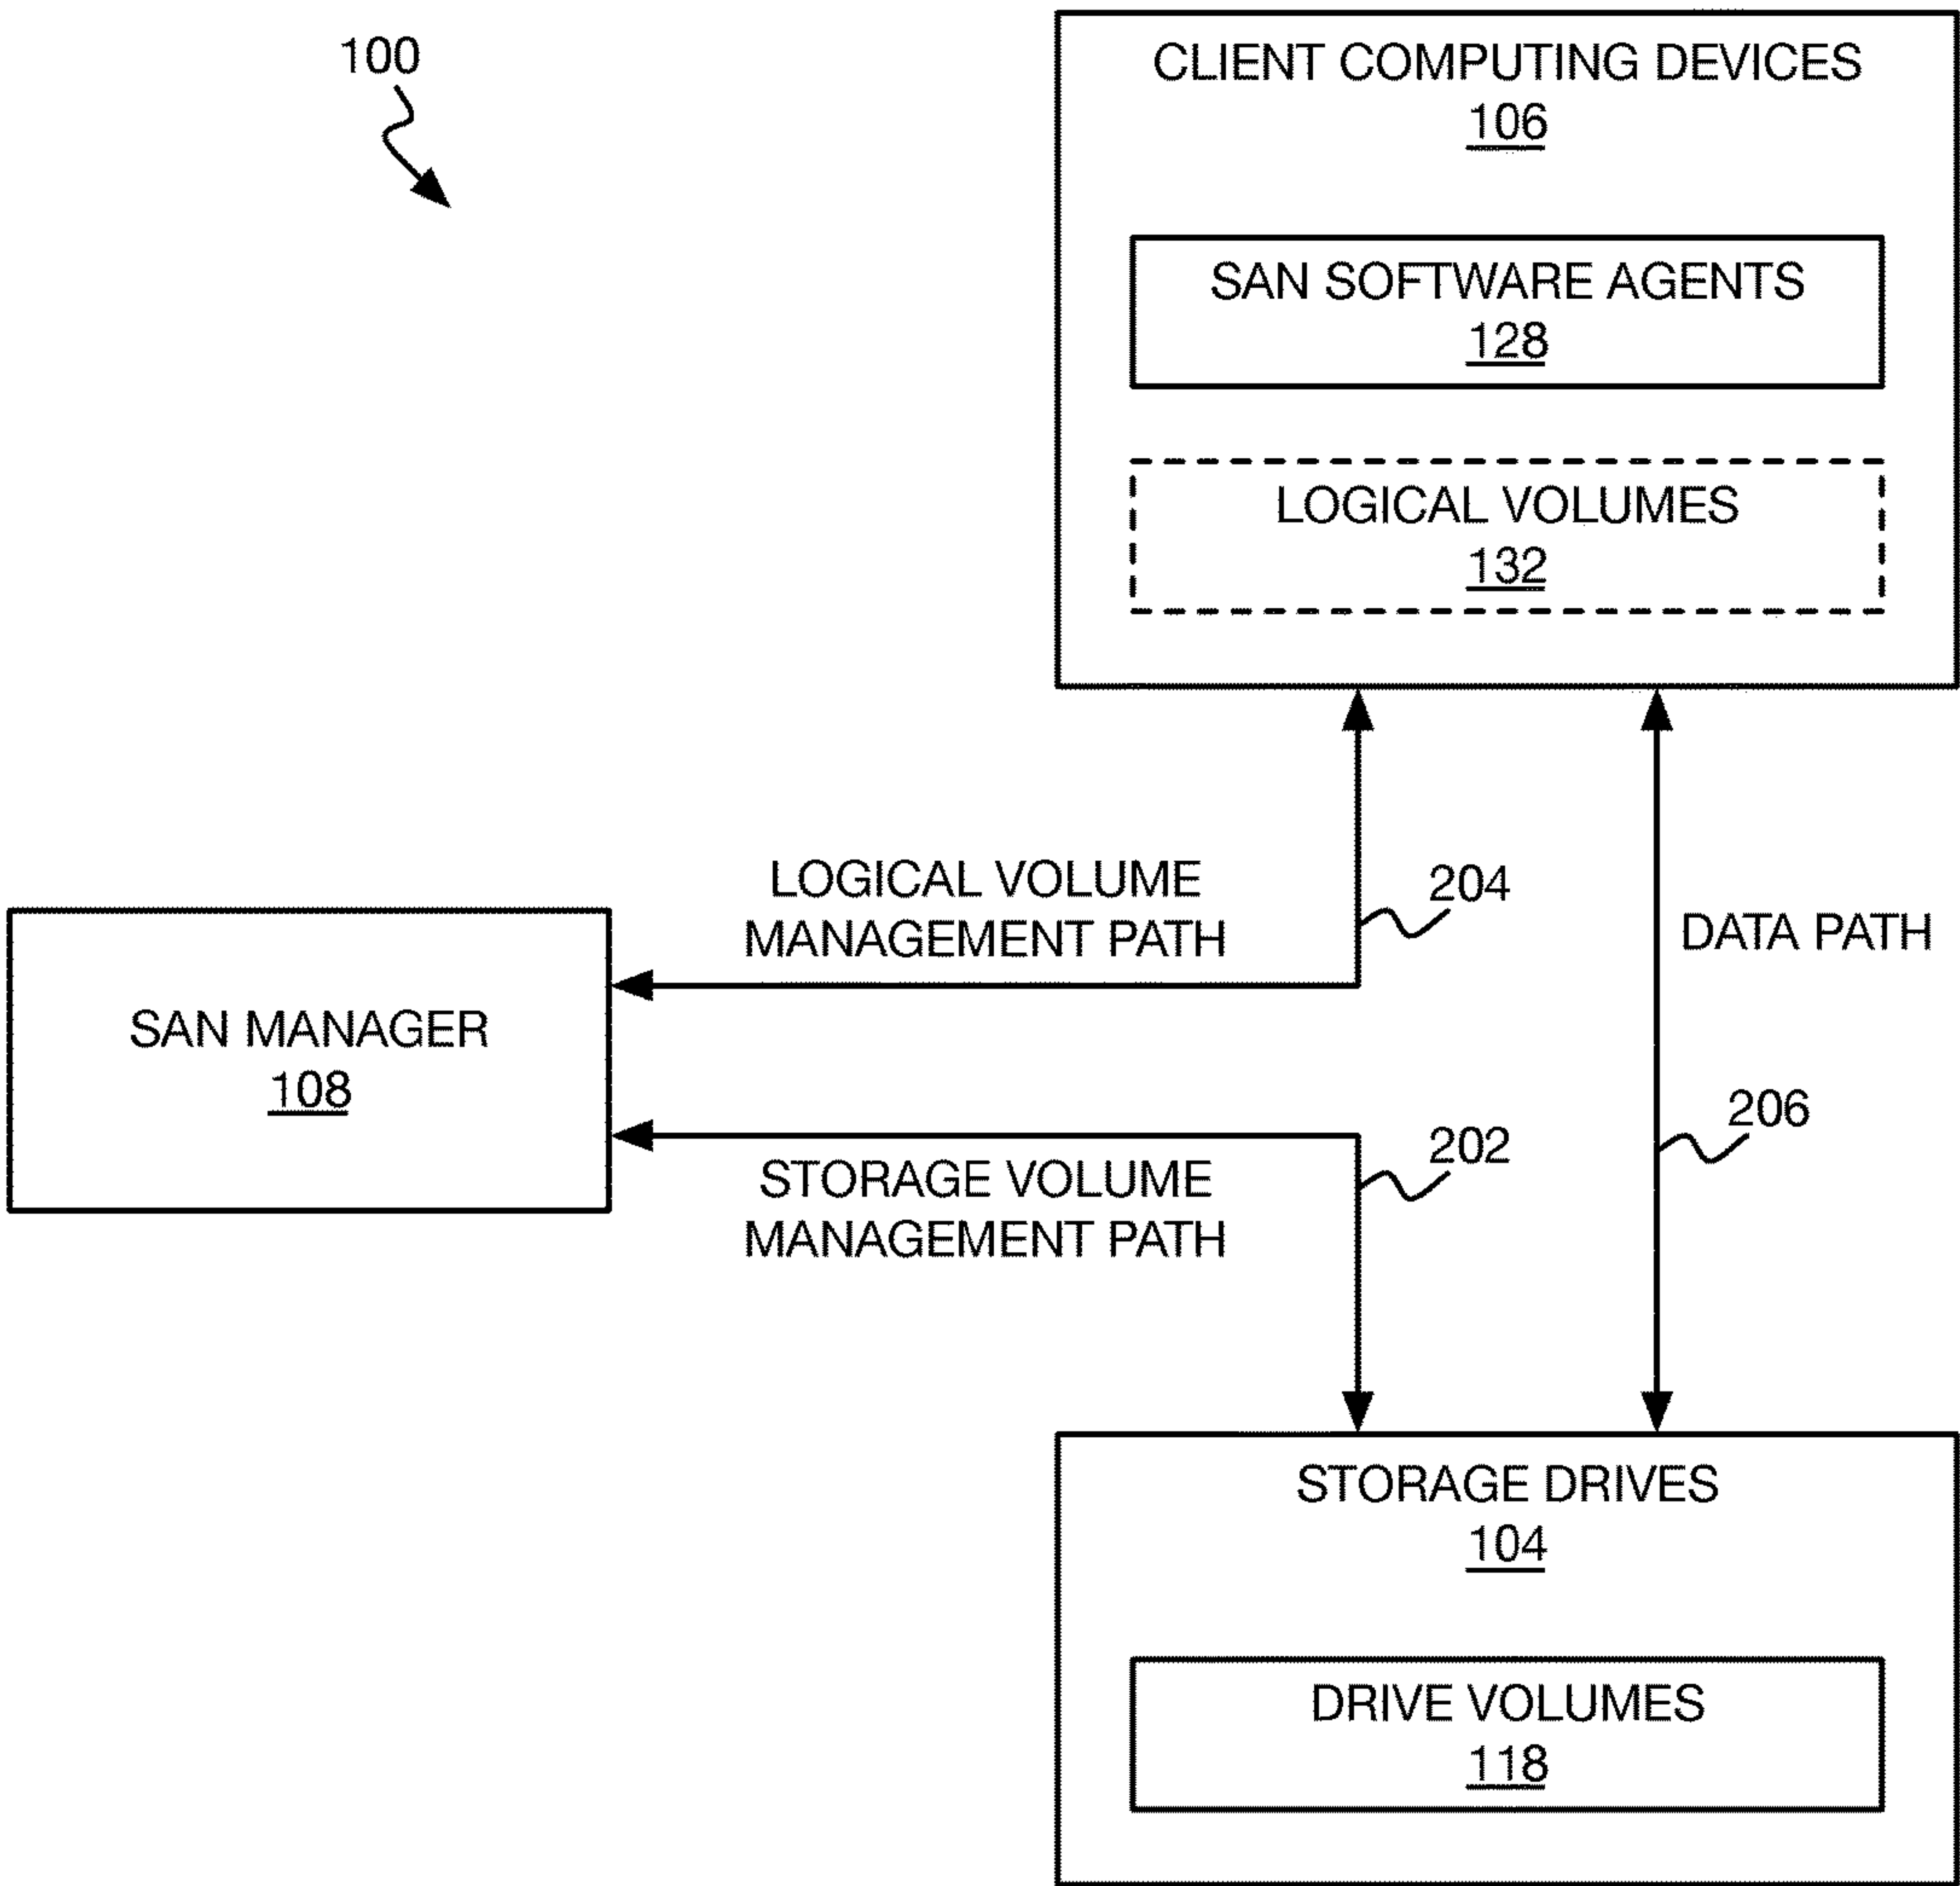 100
CLIENT COMPUTING DEVICES
106
SAN SOFTWARE AGENTS
128
LOGICAL VOLUMES
132
LOGICAL VOLUME
MANAGEMENT PATH
204
DATA PATH
SAN MANAGER
108
206
202
STORAGE VOLUME
MANAGEMENT PATH
STORAGE DRIVES
104
DRIVE VOLUMES
118